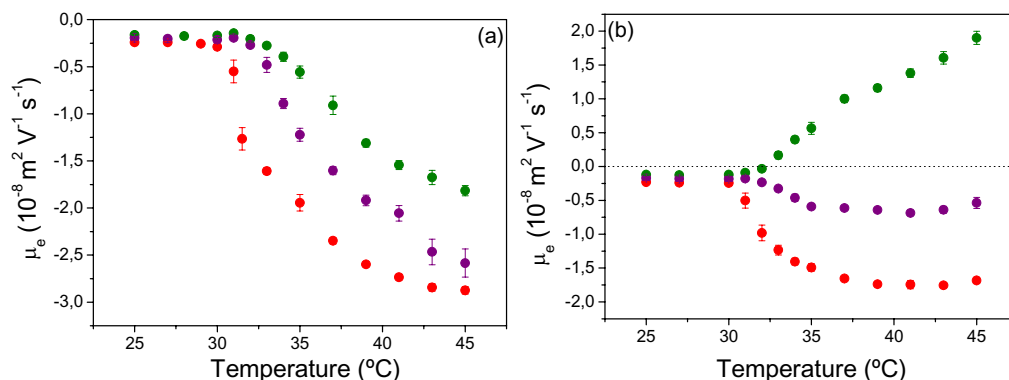 (a)
0,0
-0,5
-1,0
-1,5
-2,0
-2,5
-3,0
25 30 35 40 45
Temperature (ºC)
μe (10⁻⁸ m² V⁻¹ s⁻¹)
(b)
2,0
1,5
1,0
0,5
0,0
-0,5
-1,0
-1,5
-2,0
25 30 35 40 45
Temperature (ºC)
μe (10⁻⁸ m² V⁻¹ s⁻¹)